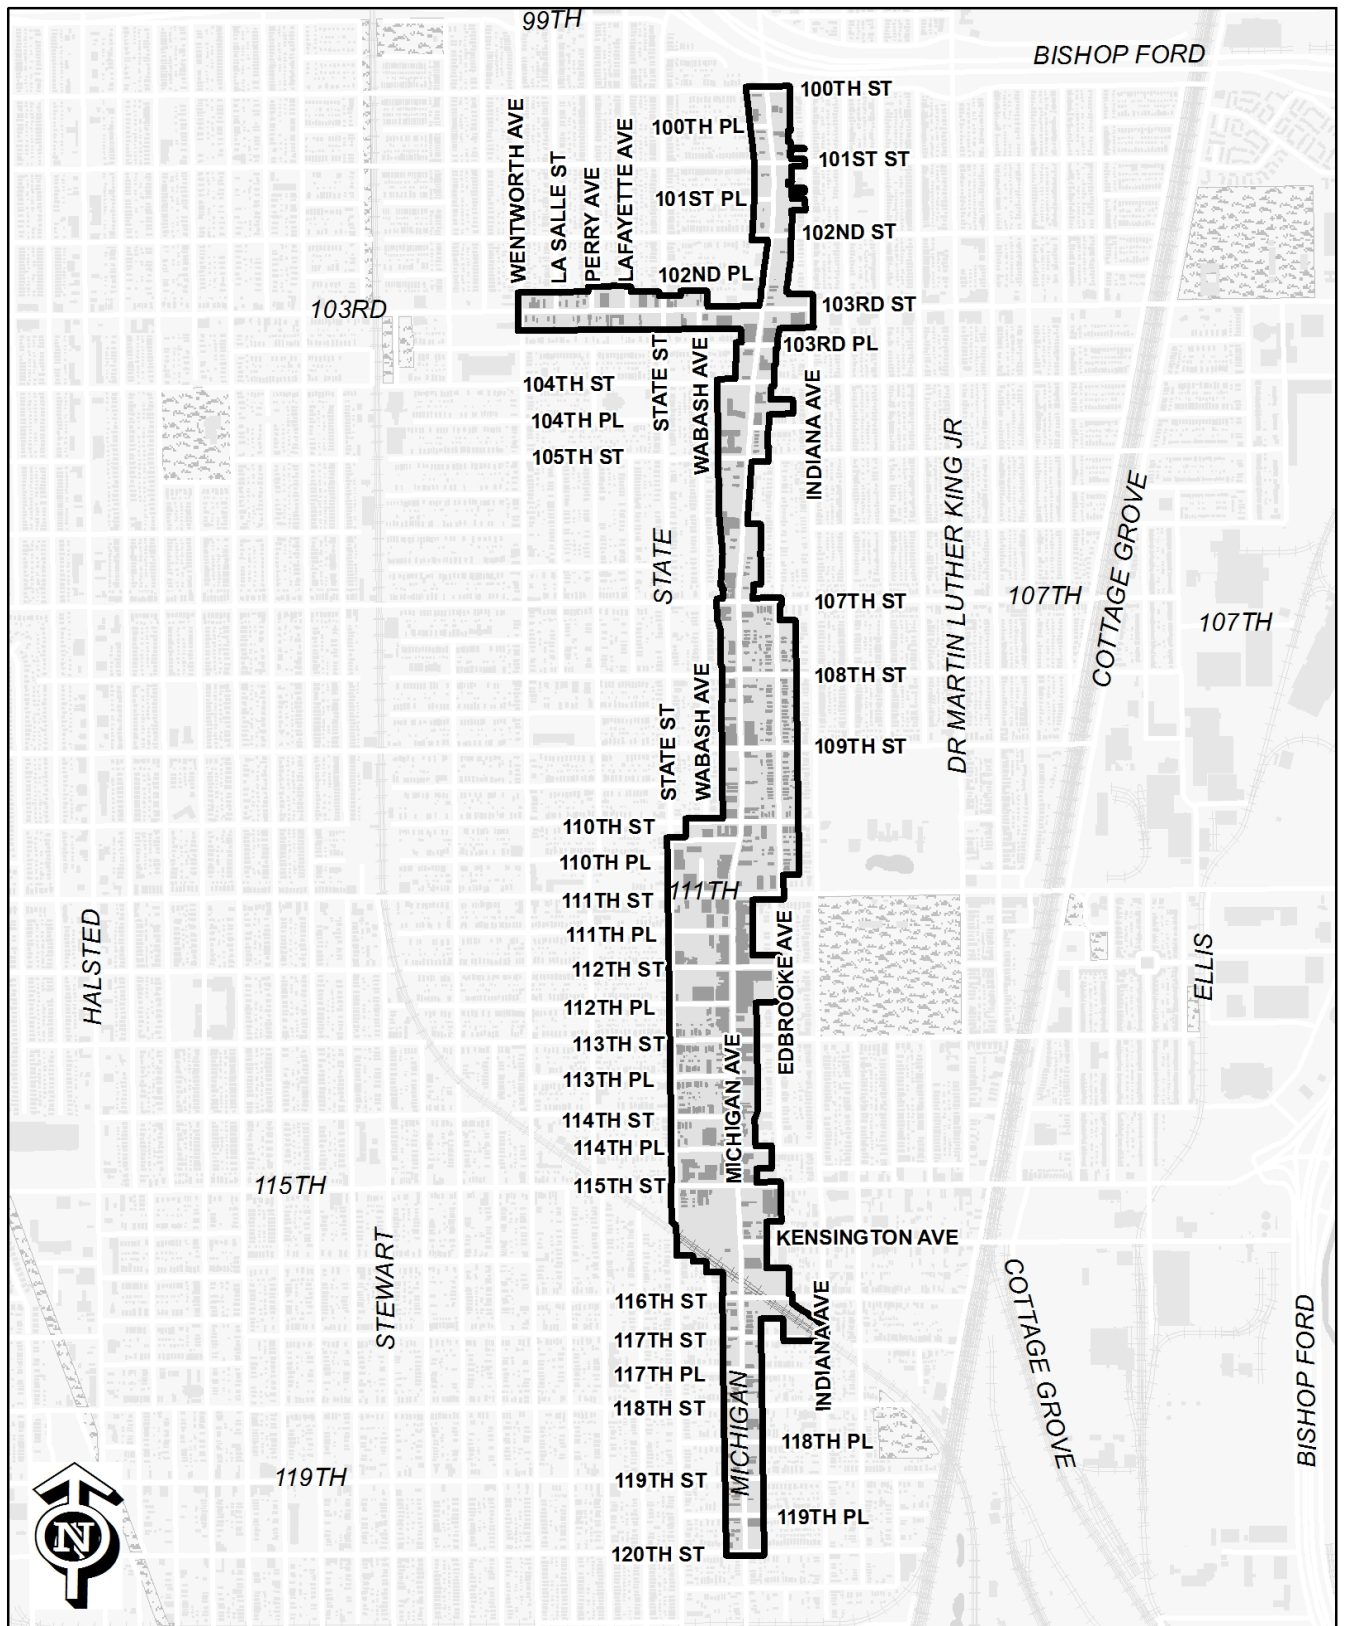 99TH
BISHOP FORD
100TH ST
WENTWORTH AVE
LA SALLE ST
PERRY AVE
LAFAYETTE AVE
100TH PL
101ST ST
101ST PL
102ND ST
102ND PL
103RD
103RD ST
103RD PL
STATE ST
WABASH AVE
104TH ST
INDIANA AVE
104TH PL
105TH ST
DR MARTIN LUTHER KING JR
COTTAGE GROVE
STATE
107TH ST
107TH
107TH
108TH ST
STATE ST
WABASH AVE
109TH ST
110TH ST
110TH PL
111TH
111TH ST
HALSTED
111TH PL
EDBROOKE AVE
ELLIS
112TH ST
112TH PL
113TH ST
MICHIGAN AVE
113TH PL
114TH ST
114TH PL
115TH
115TH ST
KENSINGTON AVE
STEWART
COTTAGE GROVE
116TH ST
INDIANA AVE
BISHOP FORD
117TH ST
117TH PL
MICHIGAN
118TH ST
118TH PL
119TH
119TH ST
119TH PL
N
120TH ST